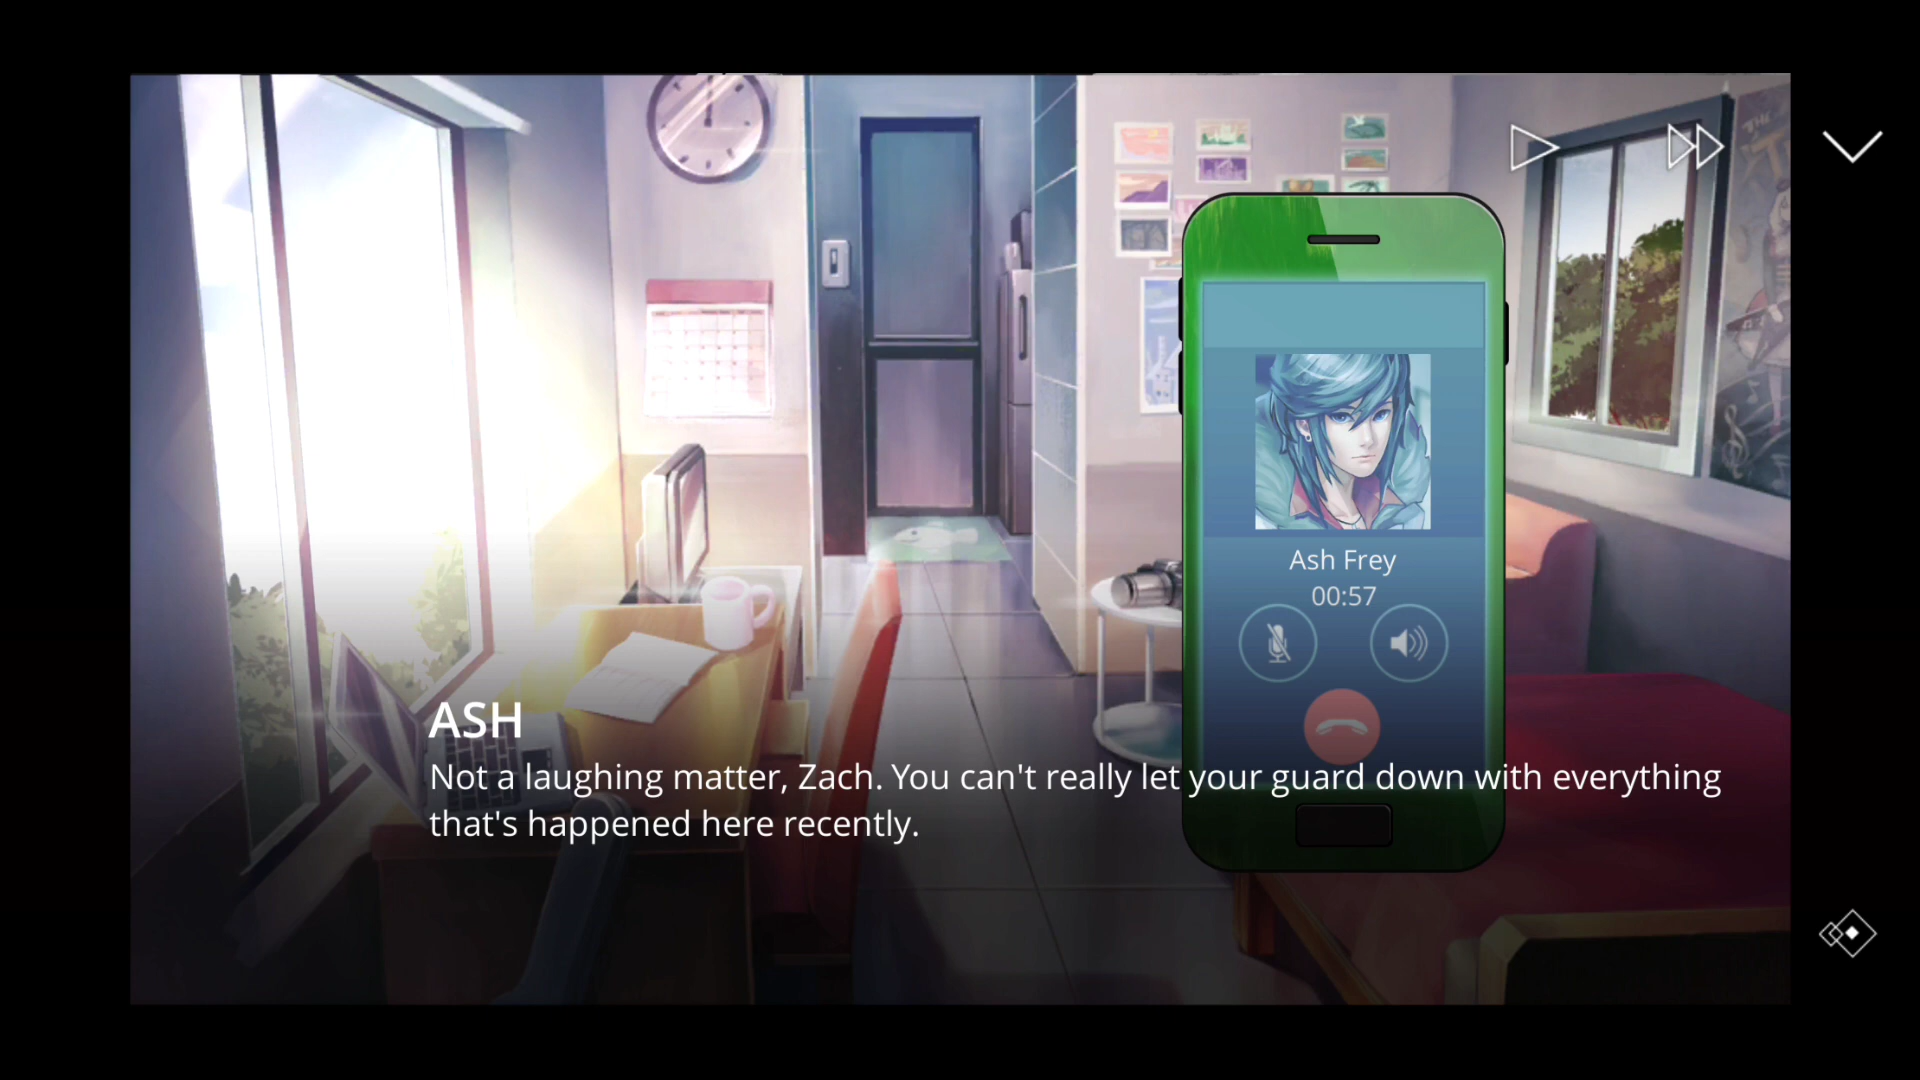 Ash Frey
00:57
ASH
Not a laughing matter, Zach. You can't really let your guard down with everything
that's happened here recently.